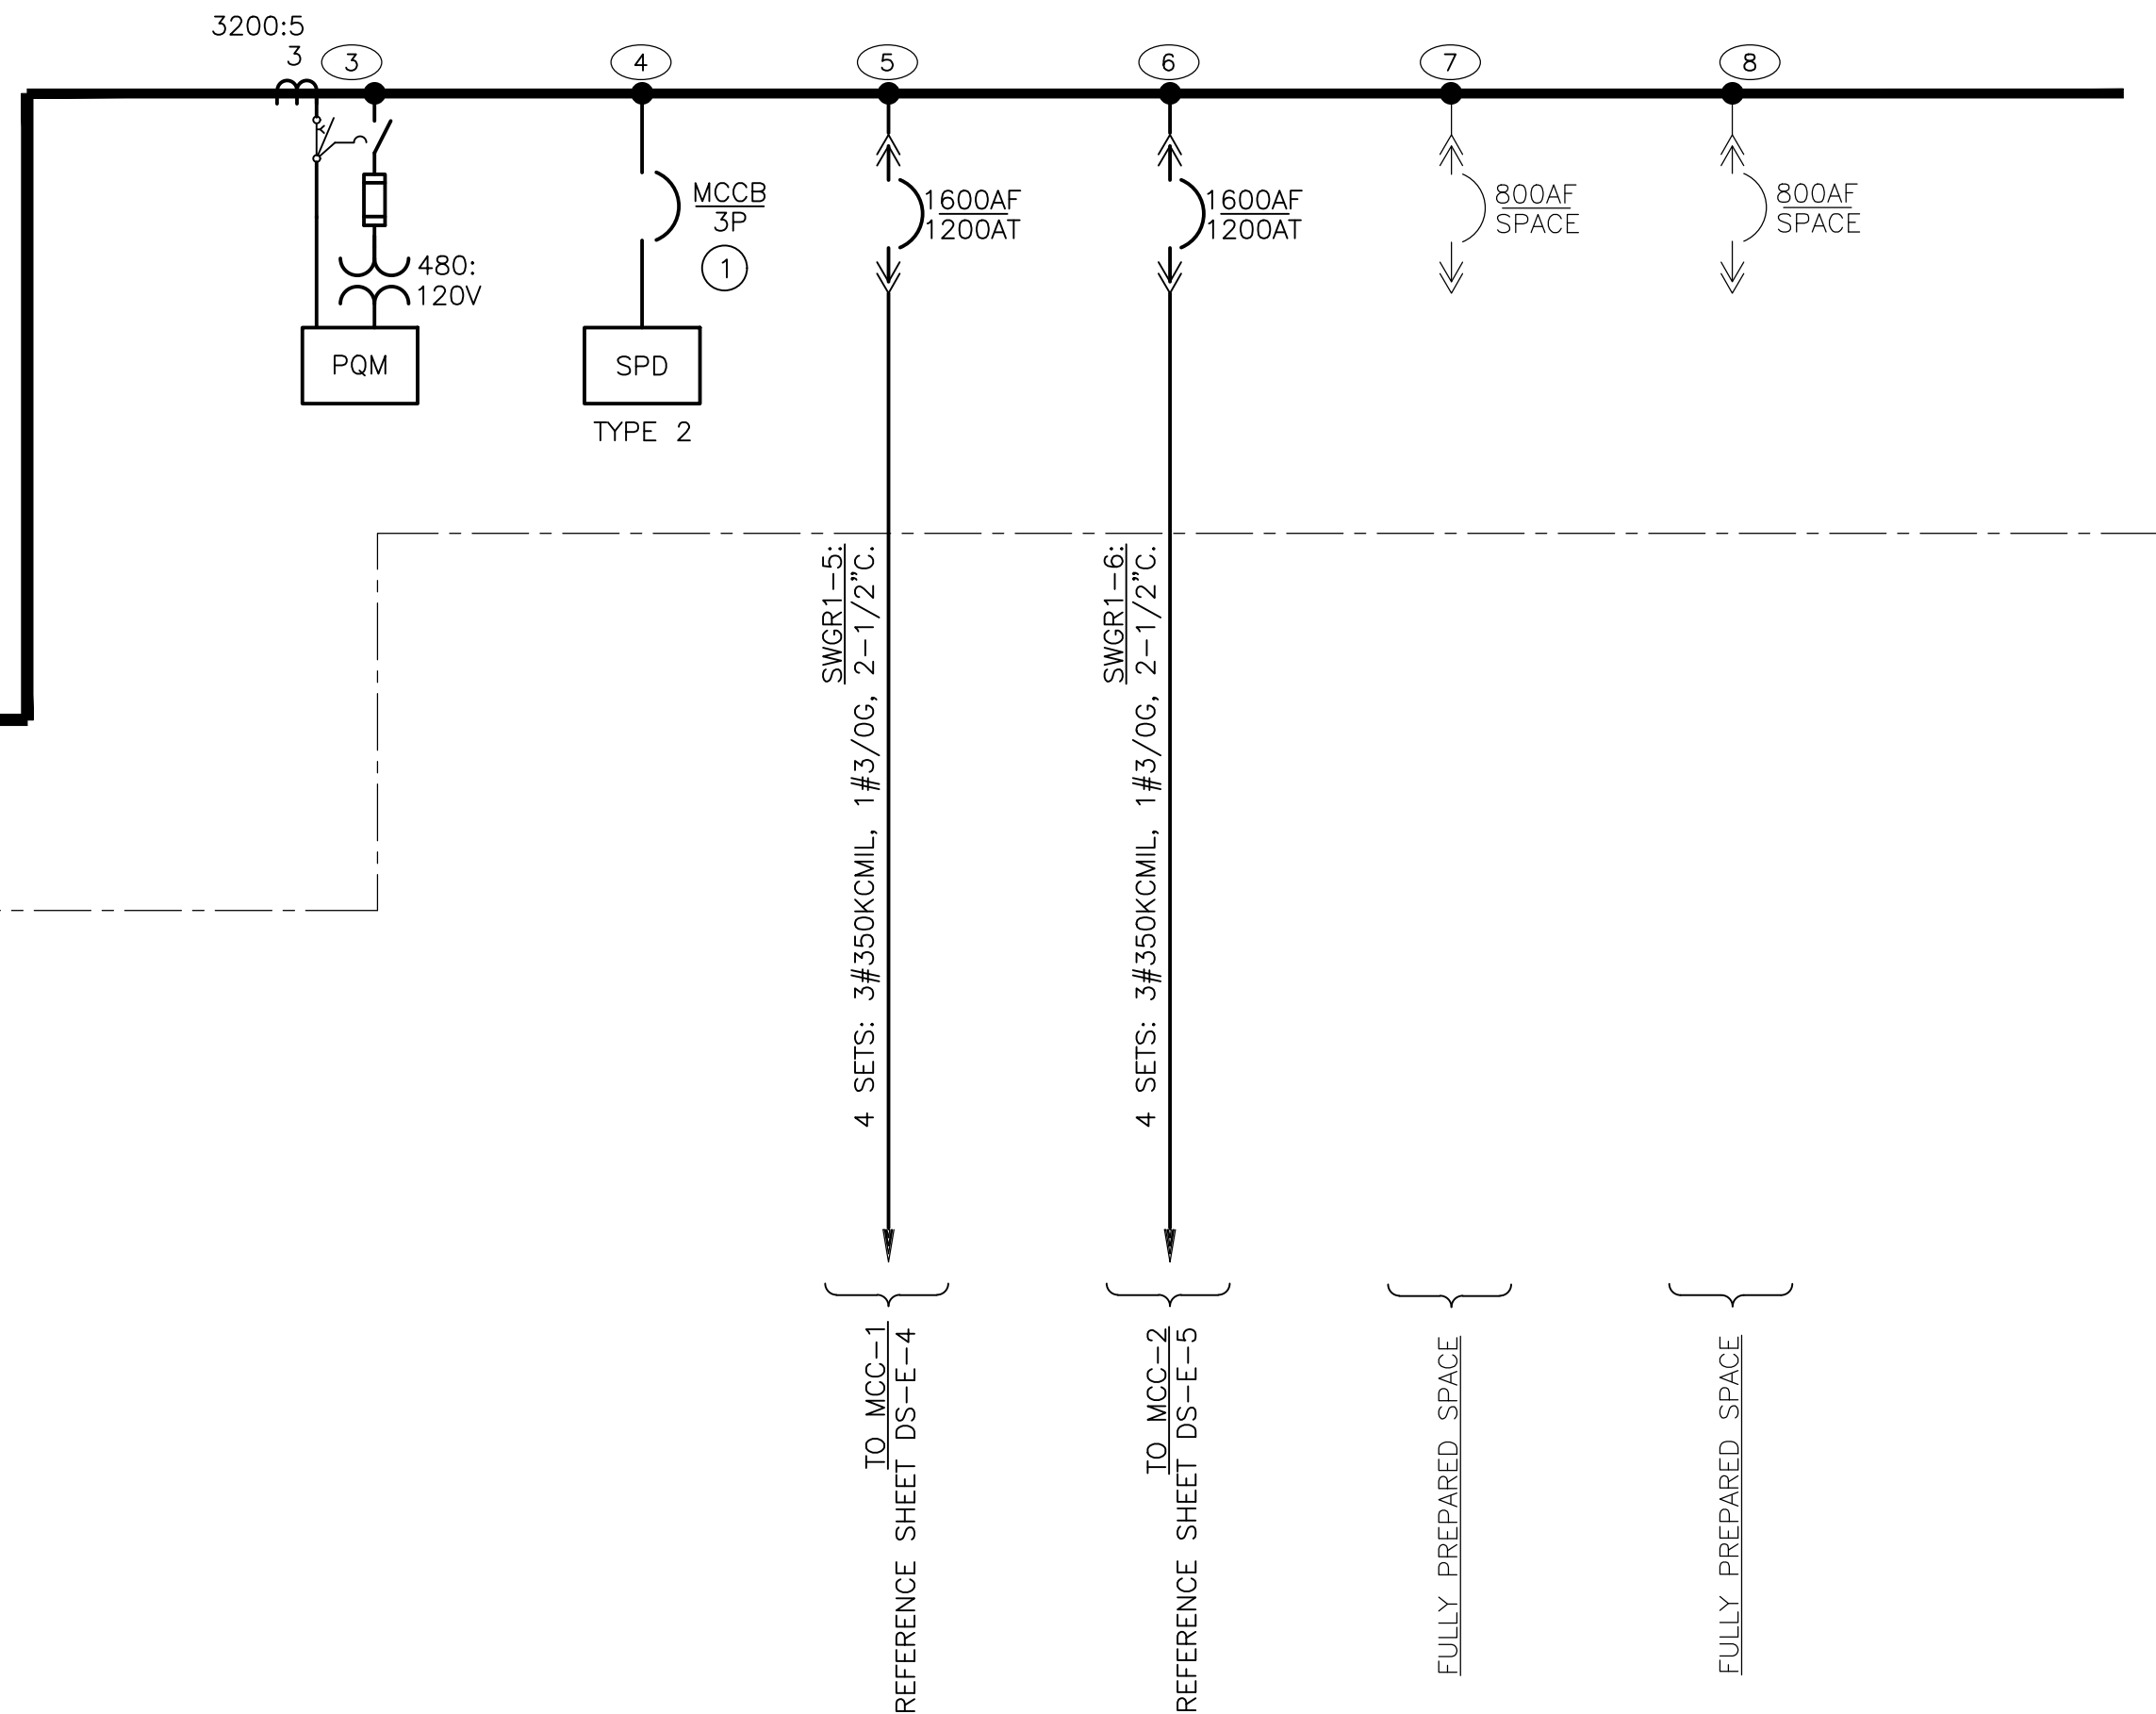 3200:5
3
3
4
5
6
7
8
MCCB
3P
1
1600AF
1200AT
1600AF
1200AT
800AF
SPACE
800AF
SPACE
480:
120V
PQM
SPD
TYPE 2
SWGR1-5:
4 SETS: 3#350KCMIL, 1#3/0G, 2-1/2"C.
SWGR1-6:
4 SETS: 3#350KCMIL, 1#3/0G, 2-1/2"C.
TO MCC-1
REFERENCE SHEET DS-E-4
TO MCC-2
REFERENCE SHEET DS-E-5
FULLY PREPARED SPACE
FULLY PREPARED SPACE